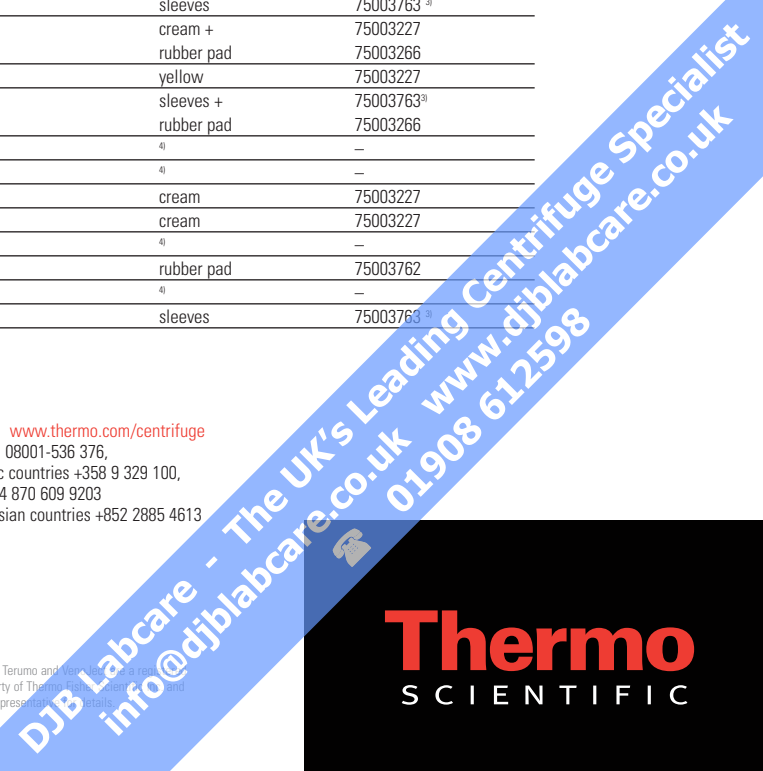 sleeves 75003763 3)
cream + 75003227
rubber pad 75003266
yellow 75003227
sleeves + 75003763 3)
rubber pad 75003266
4) –
4) –
cream 75003227
cream 75003227
4) –
rubber pad 75003762
4) –
sleeves 75003763 3)
www.thermo.com/centrifuge
08001-536 376,
c countries +358 9 329 100,
4 870 609 9203
sian countries +852 2885 4613
Terumo and a
rty of Thermo Fisher Scientific and
presentative for details.
DJB Labcare - The UK's Leading Centrifuge Specialist
info@djblabcare.co.uk www.djblabcare.co.uk
01908 612598
Thermo
SCIENTIFIC